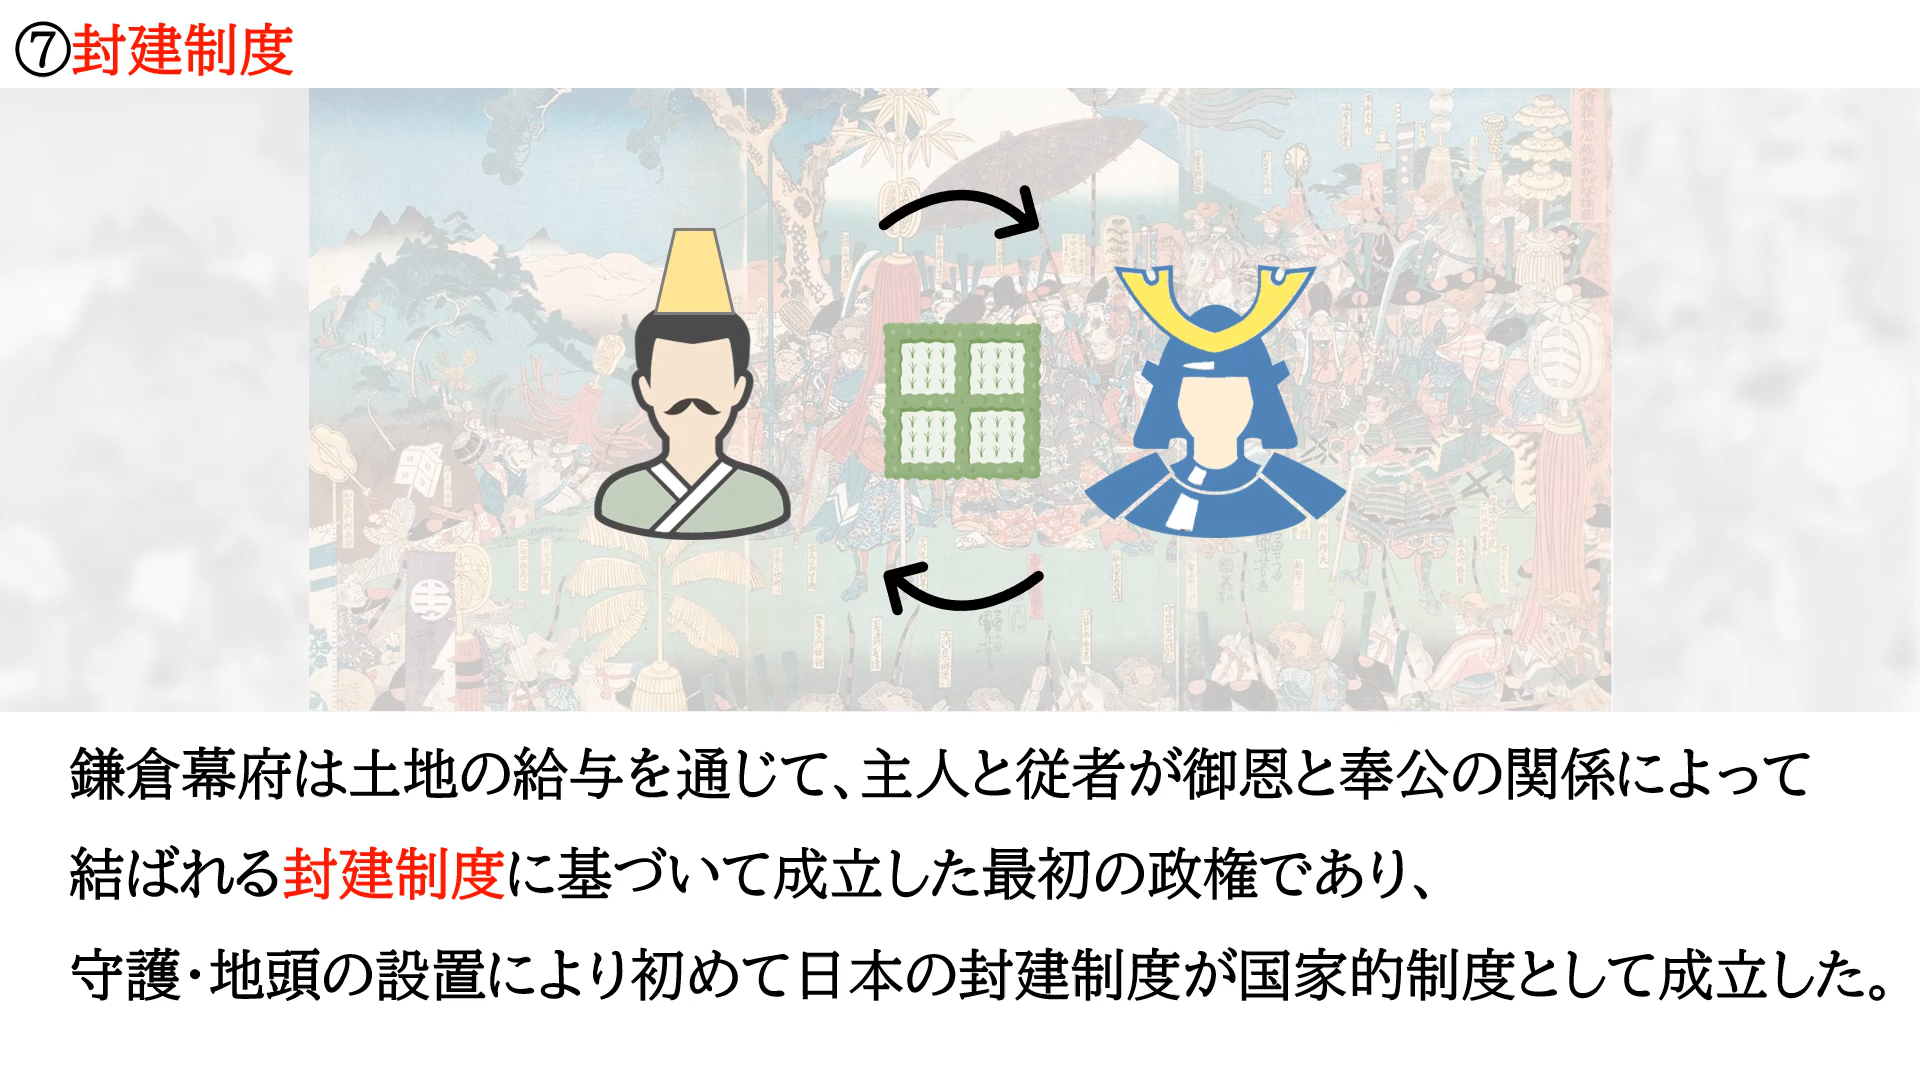 ⑦封建制度
鎌倉幕府は土地の給与を通じて、主人と従者が御恩と奉公の関係によって
結ばれる封建制度に基づいて成立した最初の政権であり、
守護・地頭の設置により初めて日本の封建制度が国家的制度として成立した。